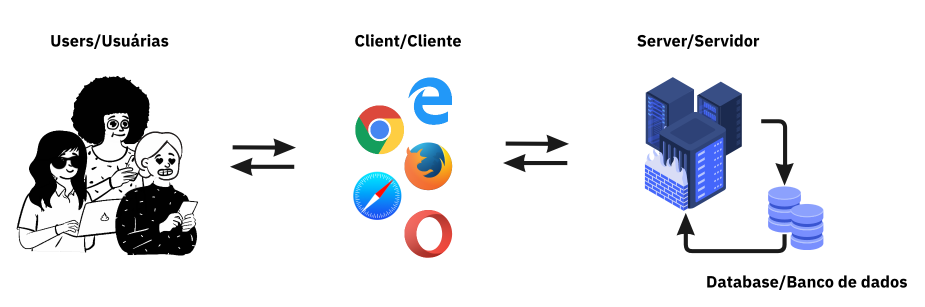 Users/Usuárias
Client/Cliente
Server/Servidor
Database/Banco de dados